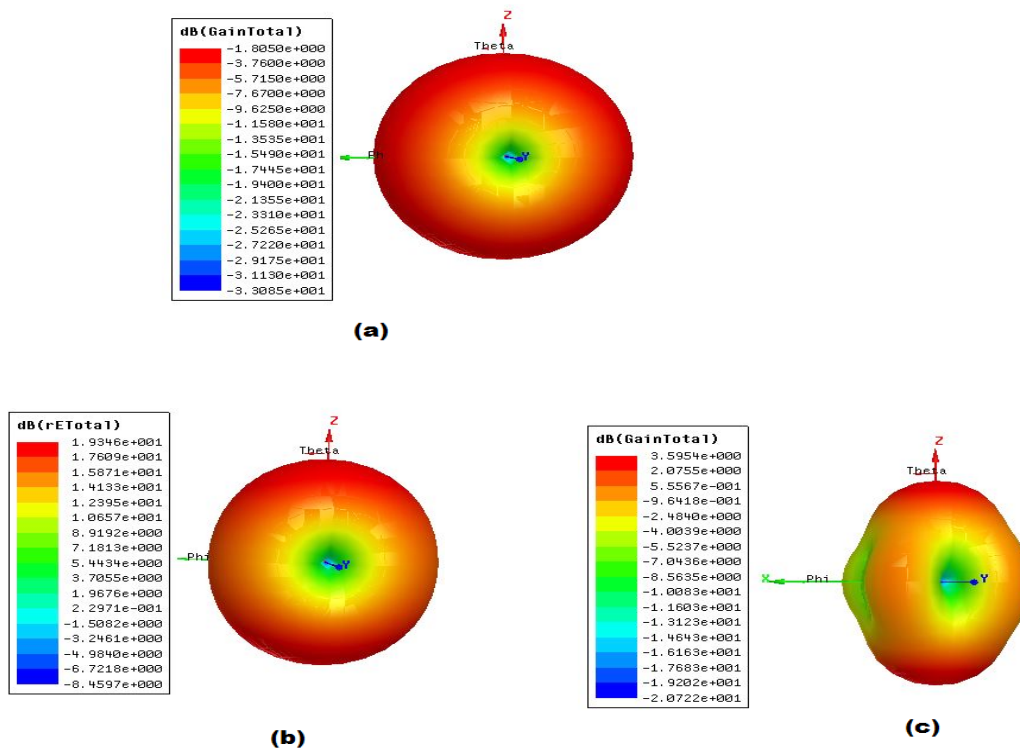 dB(GainTotal)
-1.8050e+000
-3.7600e+000
-5.7150e+000
-7.6700e+000
-9.6250e+000
-1.1580e+001
-1.3535e+001
-1.5490e+001
-1.7445e+001
-1.9400e+001
-2.1355e+001
-2.3310e+001
-2.5265e+001
-2.7220e+001
-2.9175e+001
-3.1130e+001
-3.3085e+001
Z
Theta
Phi
Y
(a)
dB(rETotal)
1.9346e+001
1.7609e+001
1.5871e+001
1.4133e+001
1.2395e+001
1.0657e+001
8.9192e+000
7.1813e+000
5.4434e+000
3.7055e+000
1.9676e+000
2.2971e-001
-1.5082e+000
-3.2461e+000
-4.9840e+000
-6.7218e+000
-8.4597e+000
Z
Theta
Phi
Y
(b)
dB(GainTotal)
3.5954e+000
2.0755e+000
5.5567e-001
-9.6418e-001
-2.4840e+000
-4.0039e+000
-5.5237e+000
-7.0436e+000
-8.5635e+000
-1.0083e+001
-1.1603e+001
-1.3123e+001
-1.4643e+001
-1.6163e+001
-1.7683e+001
-1.9202e+001
-2.0722e+001
Z
Theta
X
Phi
Y
(c)